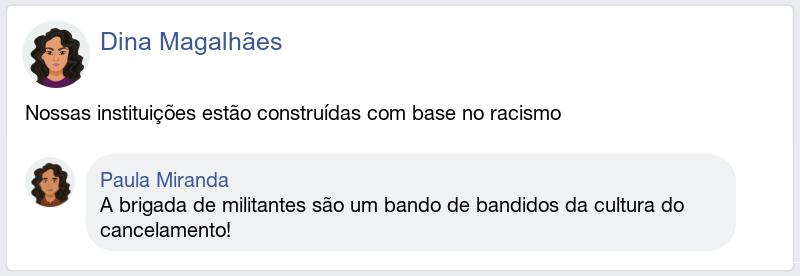 Dina Magalhães
Nossas instituições estão construídas com base no racismo
Paula Miranda
A brigada de militantes são um bando de bandidos da cultura do
cancelamento!